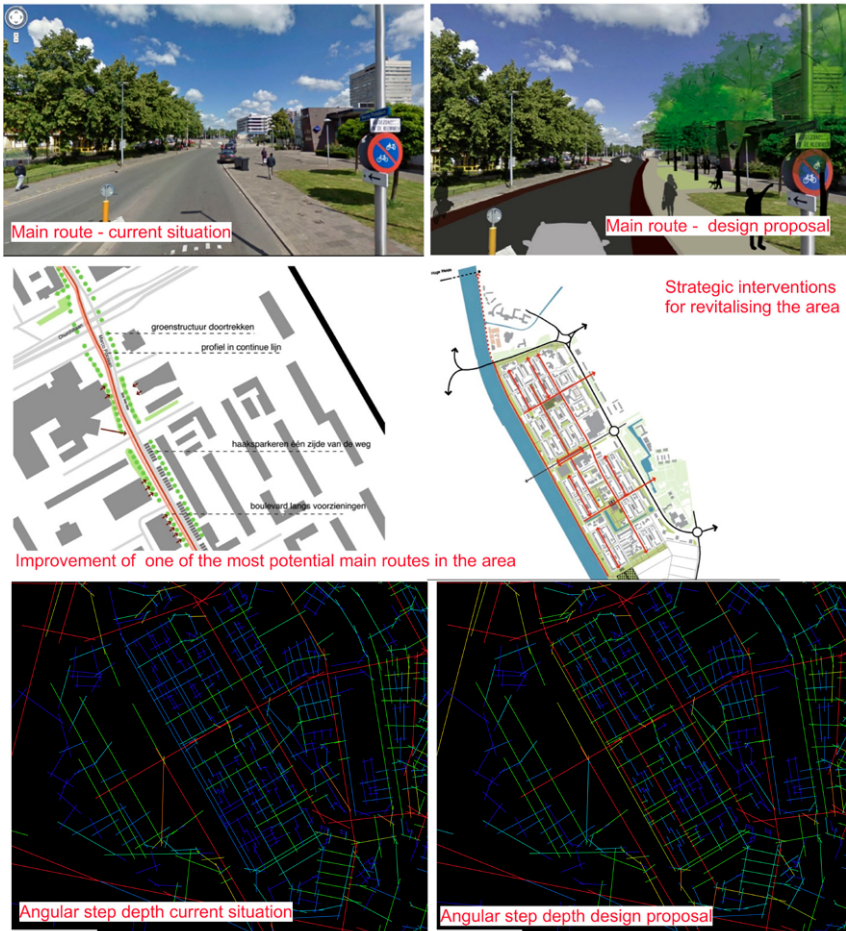 Main route - current situation
Main route -  design proposal
Strategic interventions
for revitalising the area
groenstructuur doortrekken
profiel in continue lijn
haaksparkeren één zijde van de weg
boulevard langs voorzieningen
Improvement of  one of the most potential main routes in the area
Angular step depth current situation
Angular step depth design proposal